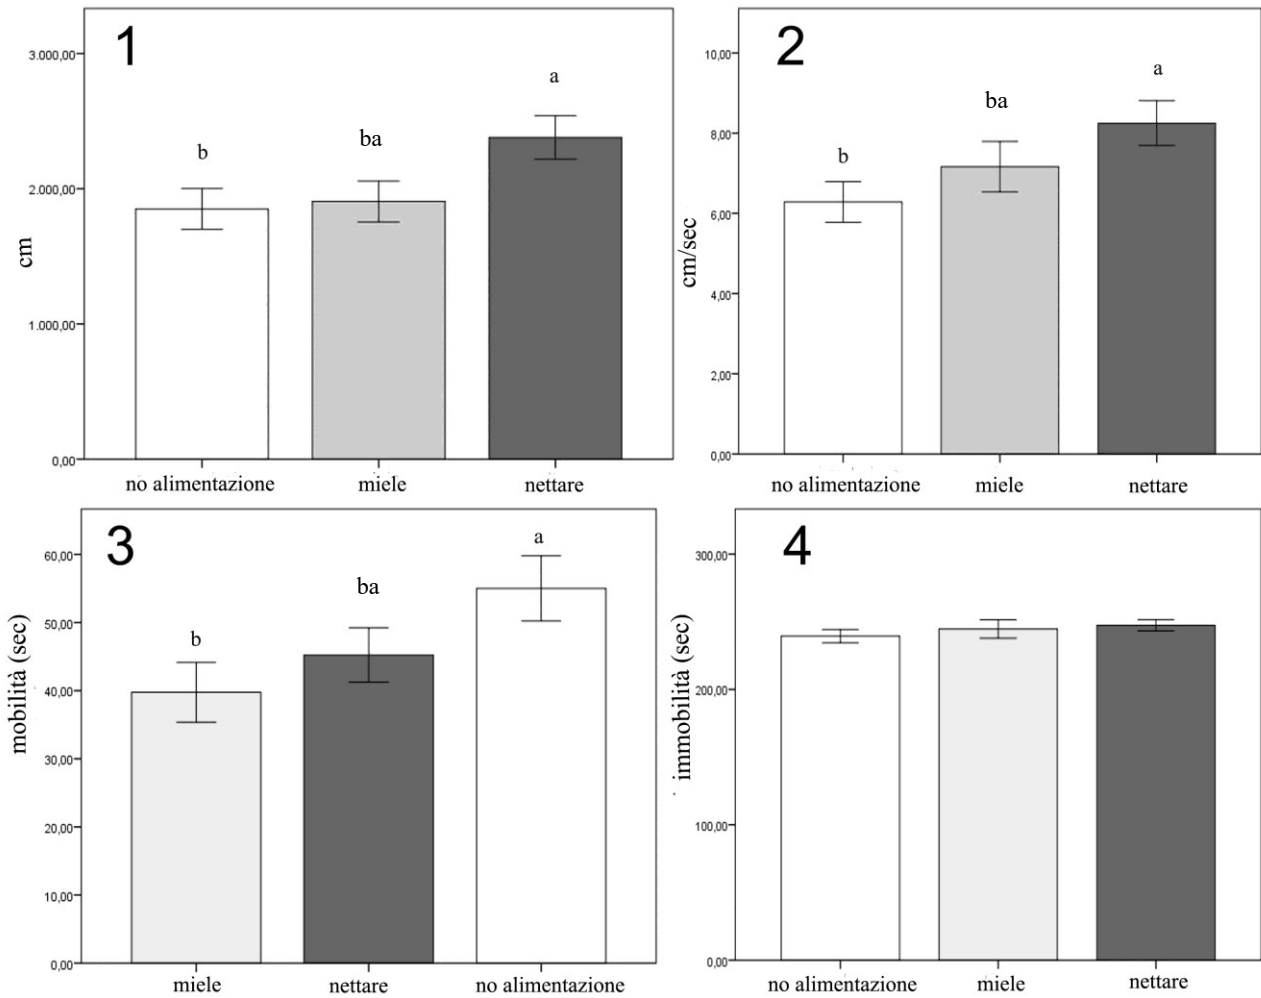 1
3.000,00
2.000,00
1.000,00
0,00
cm
b
ba
a
no alimentazione
miele
nettare
2
10,00
8,00
6,00
4,00
2,00
0,00
cm/sec
b
ba
a
no alimentazione
miele
nettare
3
60,00
50,00
40,00
30,00
20,00
10,00
0,00
mobilità (sec)
b
ba
a
miele
nettare
no alimentazione
4
300,00
200,00
100,00
0,00
immobilità (sec)
no alimentazione
miele
nettare